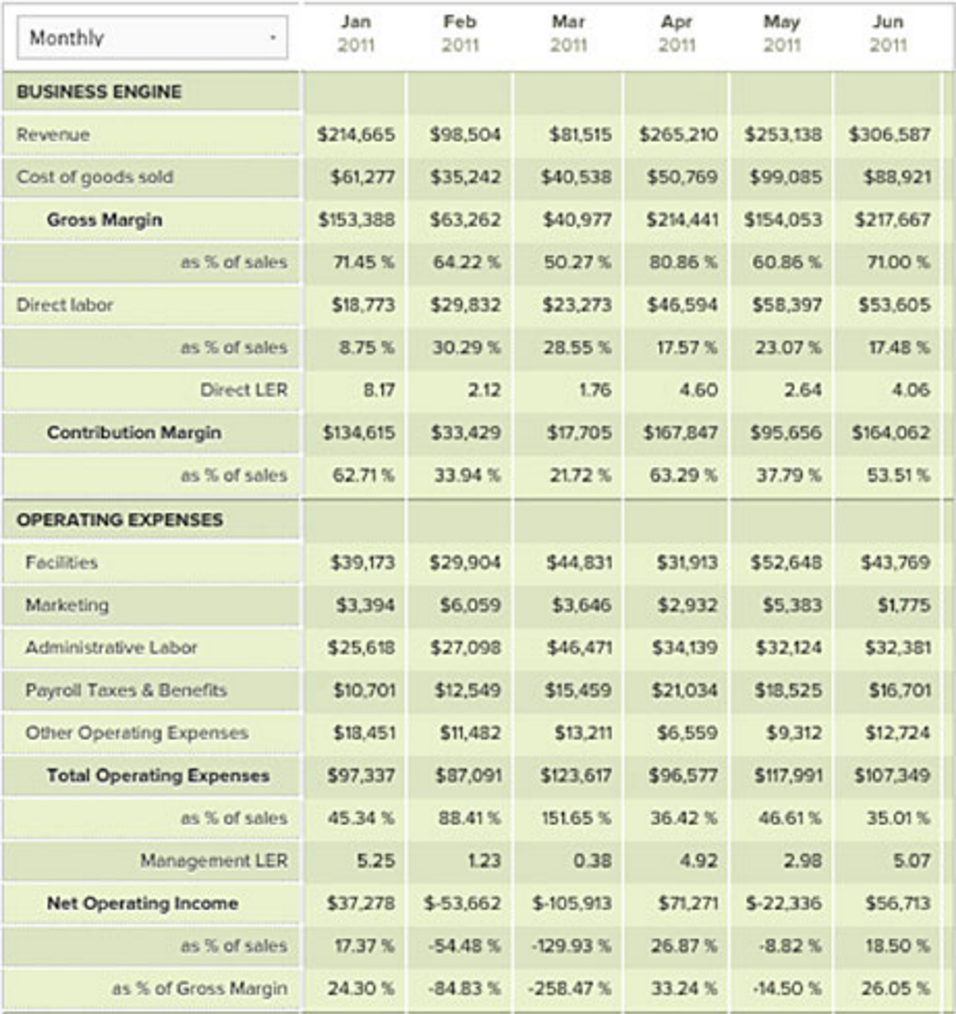 Monthly Jan Feb Mar Apr May Jun
2011 2011 2011 2011 2011 2011
BUSINESS ENGINE
Revenue $214,665 $98,504 $81,515 $265,210 $253,138 $306,587
Cost of goods sold $61,277 $35,242 $40,538 $50,769 $99,085 $88,921
Gross Margin $153,388 $63,262 $40,977 $214,441 $154,053 $217,667
as % of sales 71.45 % 64.22 % 50.27 % 80.86 % 60.86 % 71.00 %
Direct labor $18,773 $29,832 $23,273 $46,594 $58,397 $53,605
as % of sales 8.75 % 30.29 % 28.55 % 17.57 % 23.07 % 17.48 %
Direct LER 8.17 2.12 1.76 4.60 2.64 4.06
Contribution Margin $134,615 $33,429 $17,705 $167,847 $95,656 $164,062
as % of sales 62.71 % 33.94 % 21.72 % 63.29 % 37.79 % 53.51 %
OPERATING EXPENSES
Facilities $39,173 $29,904 $44,831 $31,913 $52,648 $43,769
Marketing $3,394 $6,059 $3,646 $2,932 $5,383 $1,775
Administrative Labor $25,618 $27,098 $46,471 $34,139 $32,124 $32,381
Payroll Taxes & Benefits $10,701 $12,549 $15,459 $21,034 $18,525 $16,701
Other Operating Expenses $18,451 $11,482 $13,211 $6,559 $9,312 $12,724
Total Operating Expenses $97,337 $87,091 $123,617 $96,577 $117,991 $107,349
as % of sales 45.34 % 88.41 % 151.65 % 36.42 % 46.61 % 35.01 %
Management LER 5.25 1.23 0.38 4.92 2.98 5.07
Net Operating Income $37,278 $-53,662 $-105,913 $71,271 $-22,336 $56,713
as % of sales 17.37 % -54.48 % -129.93 % 26.87 % -8.82 % 18.50 %
as % of Gross Margin 24.30 % -84.83 % -258.47 % 33.24 % -14.50 % 26.05 %